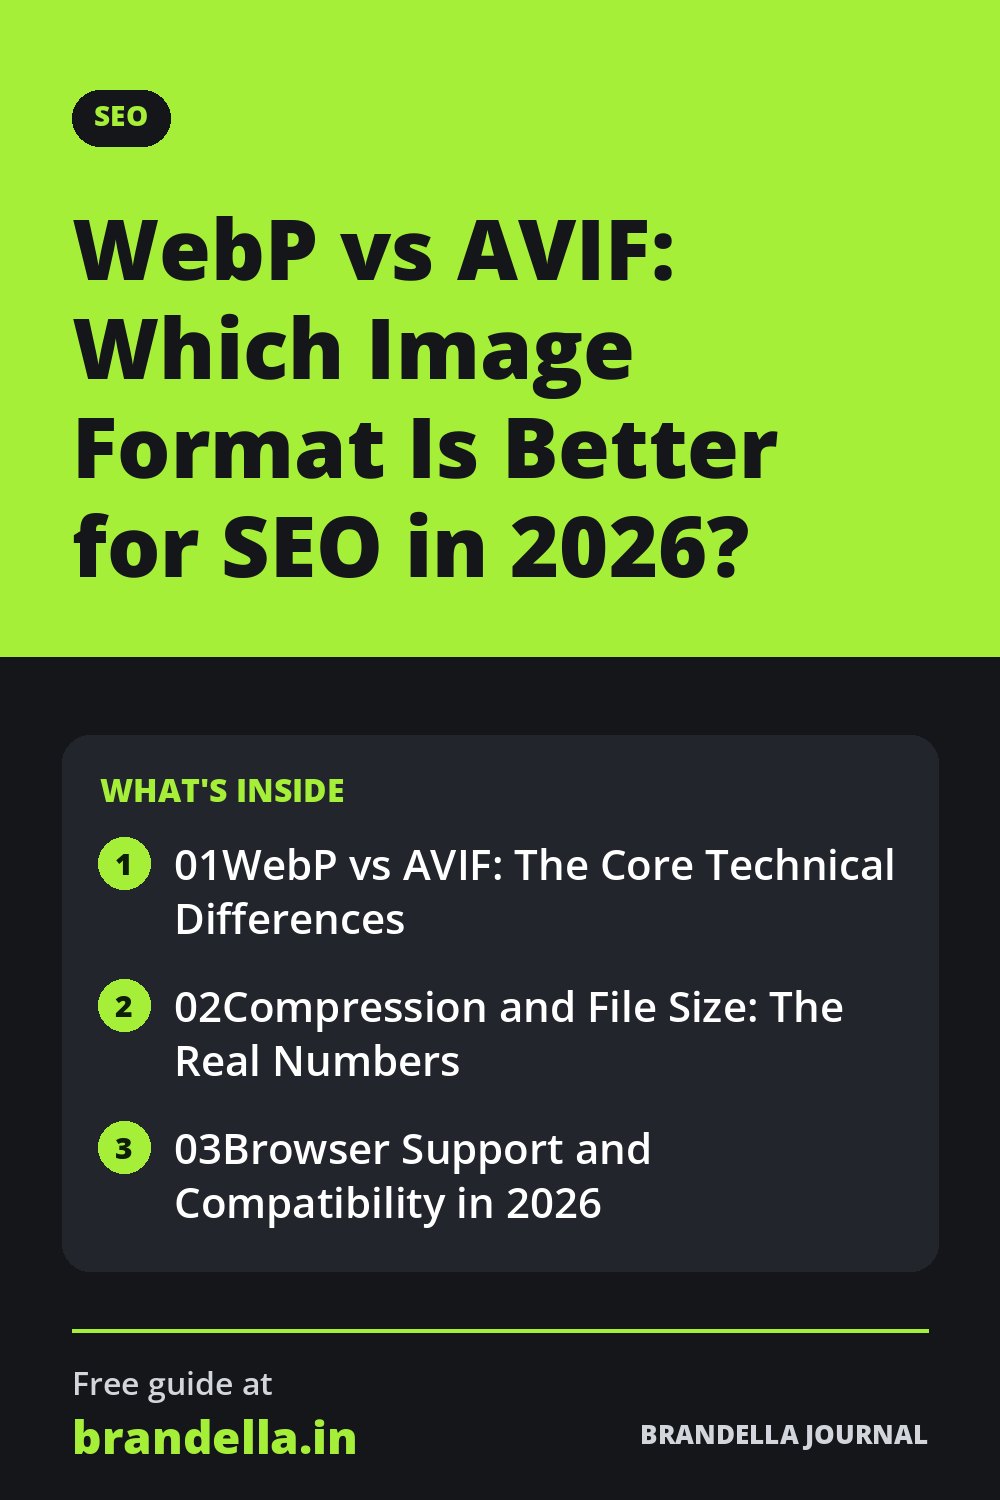 SEO
WebP vs AVIF:
Which Image
Format Is Better
for SEO in 2026?
WHAT'S INSIDE
1 01WebP vs AVIF: The Core Technical
Differences
2 02Compression and File Size: The
Real Numbers
3 03Browser Support and
Compatibility in 2026
Free guide at
brandella.in
BRANDELLA JOURNAL